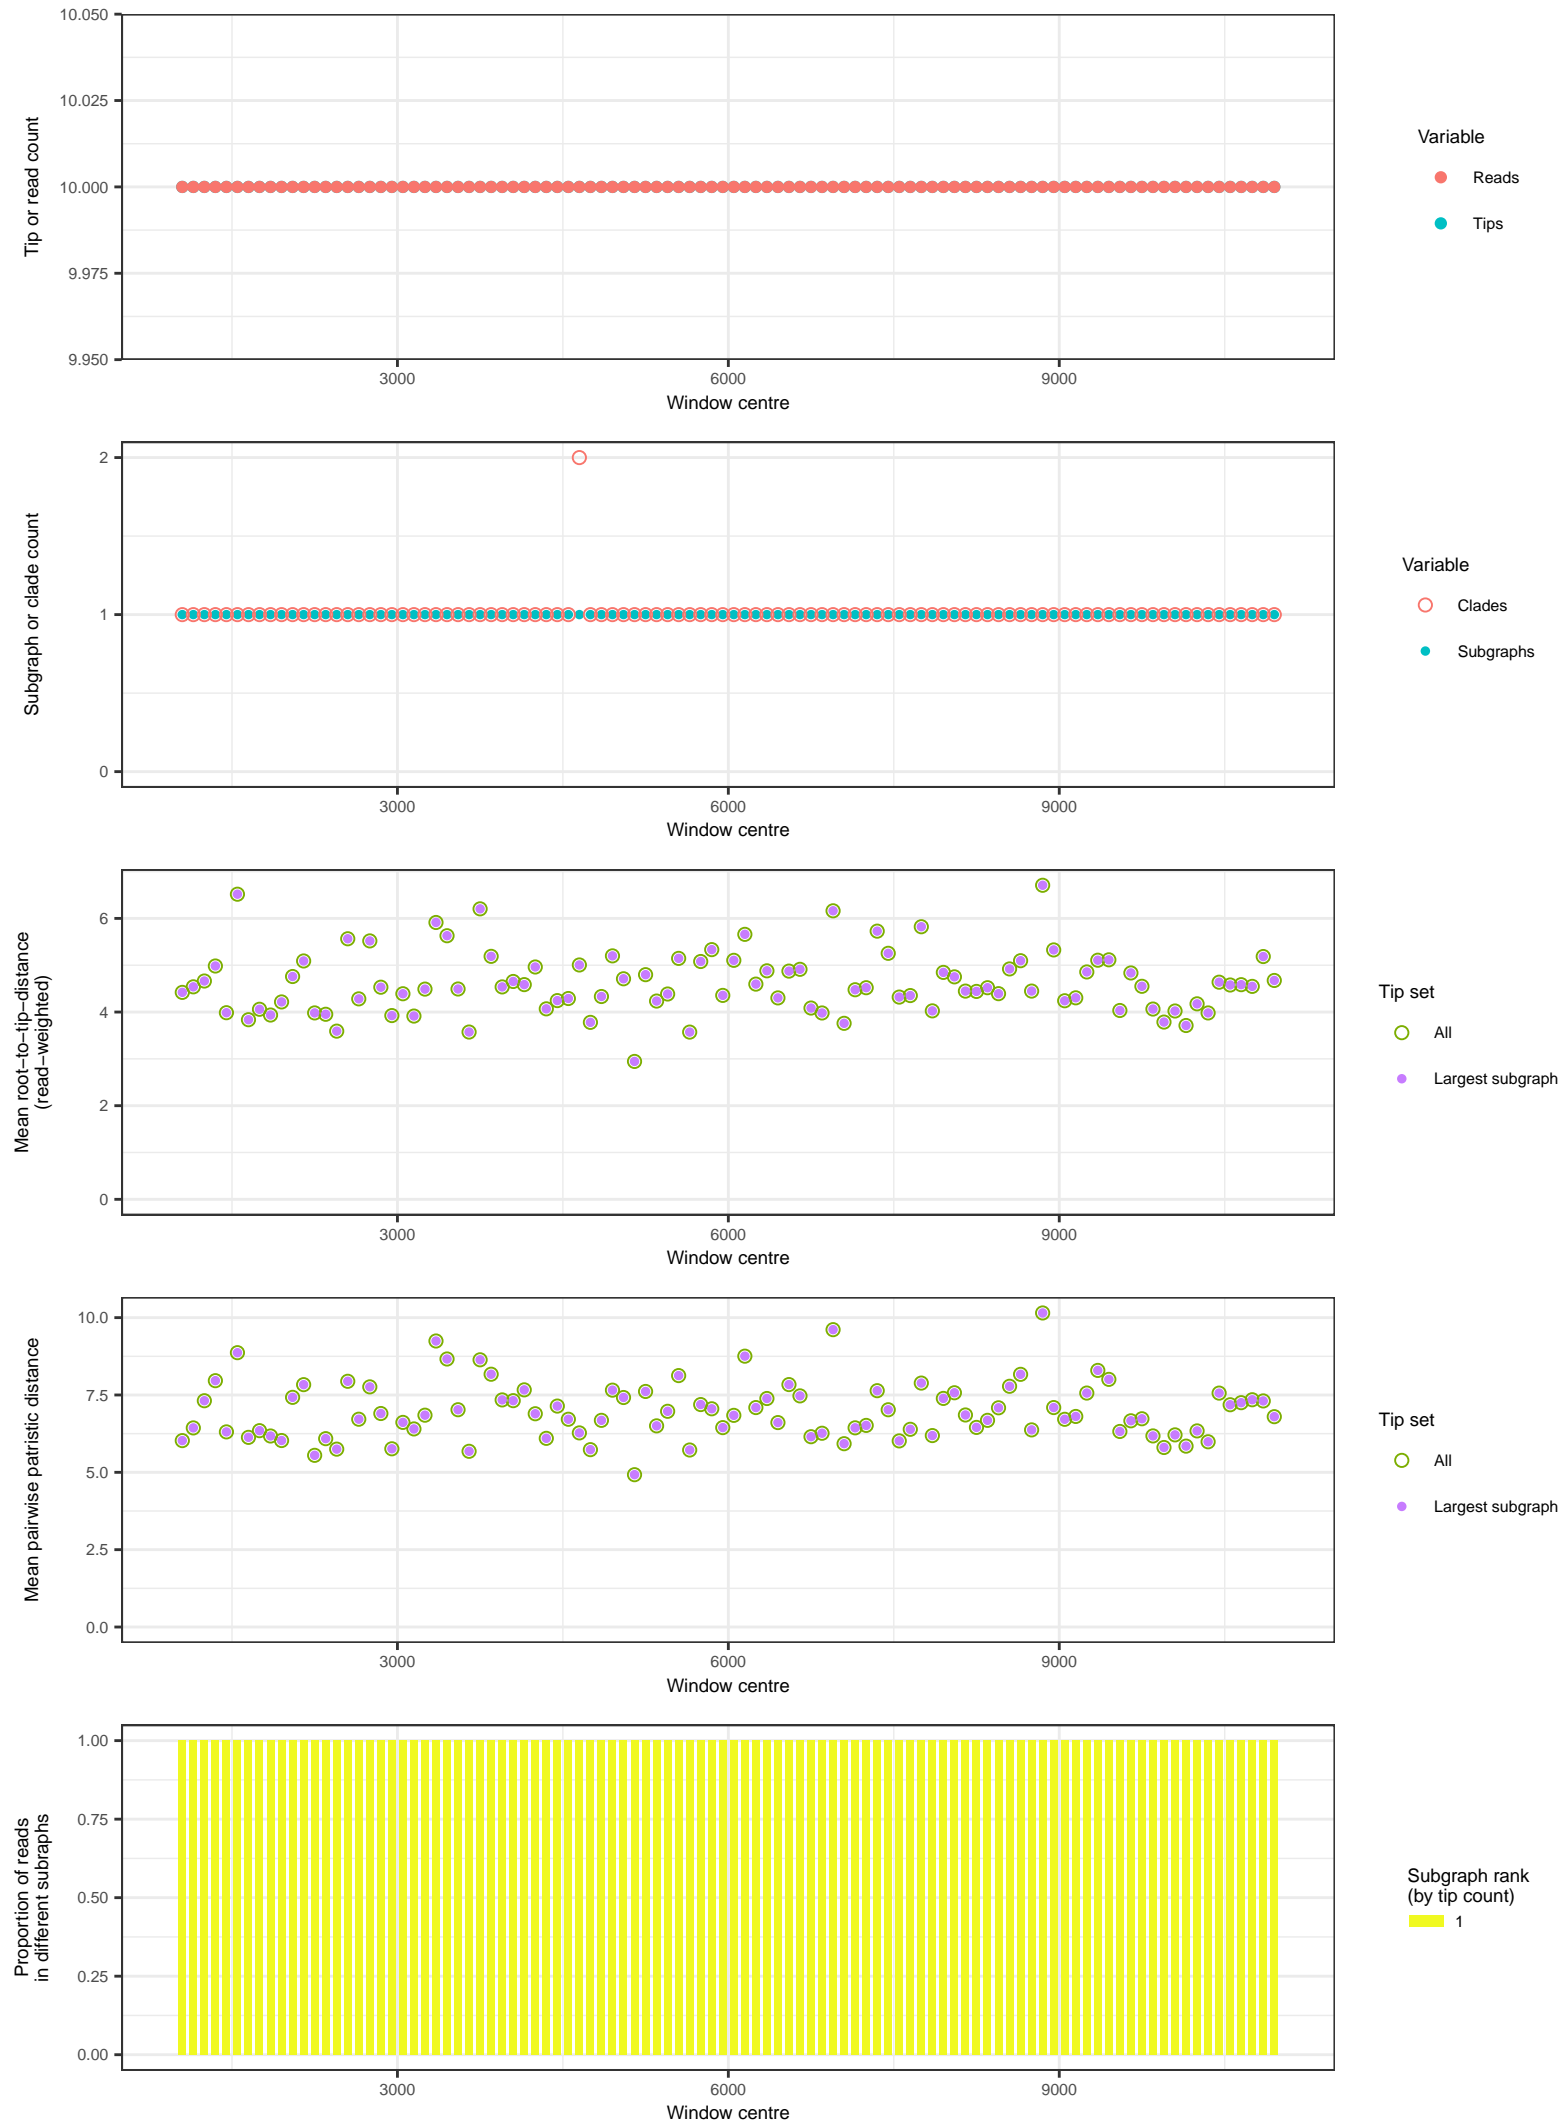 10.050
10.025
10.000
9.975
9.950
Tip or read count
3000
6000
9000
Window centre
Variable
Reads
Tips
2
1
0
Subgraph or clade count
3000
6000
9000
Window centre
Variable
Clades
Subgraphs
6
4
2
0
Mean root−to−tip−distance
(read−weighted)
3000
6000
9000
Window centre
Tip set
All
Largest subgraph
10.0
7.5
5.0
2.5
0.0
Mean pairwise patristic distance
3000
6000
9000
Window centre
Tip set
All
Largest subgraph
1.00
0.75
0.50
0.25
0.00
Proportion of reads
in different subraphs
3000
6000
9000
Window centre
Subgraph rank
(by tip count)
1